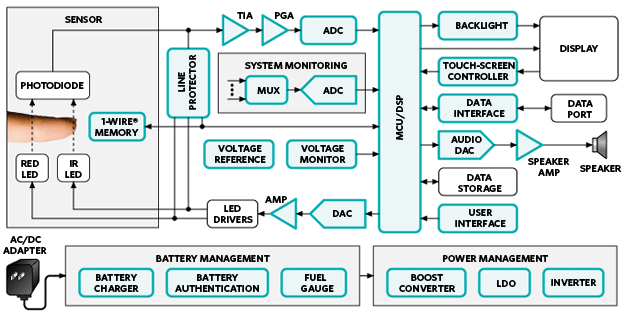 SENSOR
TIA
PGA
ADC
BACKLIGHT
DISPLAY
PHOTODIODE
LINE
PROTECTOR
SYSTEM MONITORING
MUX
ADC
MCU/DSP
TOUCH-SCREEN
CONTROLLER
1-WIRE®
MEMORY
DATA
INTERFACE
DATA
PORT
RED
LED
IR
LED
VOLTAGE
REFERENCE
VOLTAGE
MONITOR
AUDIO
DAC
SPEAKER
AMP
SPEAKER
DATA
STORAGE
LED
DRIVERS
AMP
DAC
USER
INTERFACE
AC/DC
ADAPTER
BATTERY MANAGEMENT
BATTERY
CHARGER
BATTERY
AUTHENTICATION
FUEL
GAUGE
POWER MANAGEMENT
BOOST
CONVERTER
LDO
INVERTER